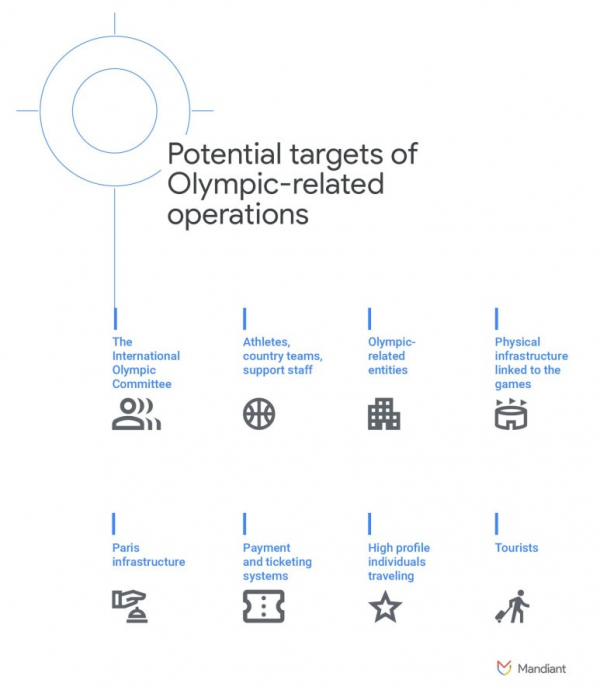 Potential targets of
Olympic-related
operations
The
International
Olympic
Committee
Athletes,
country teams,
support staff
Olympic-
related
entities
Physical
infrastructure
linked to the
games
Paris
infrastructure
Payment
and ticketing
systems
High profile
individuals
traveling
Tourists
Mandiant